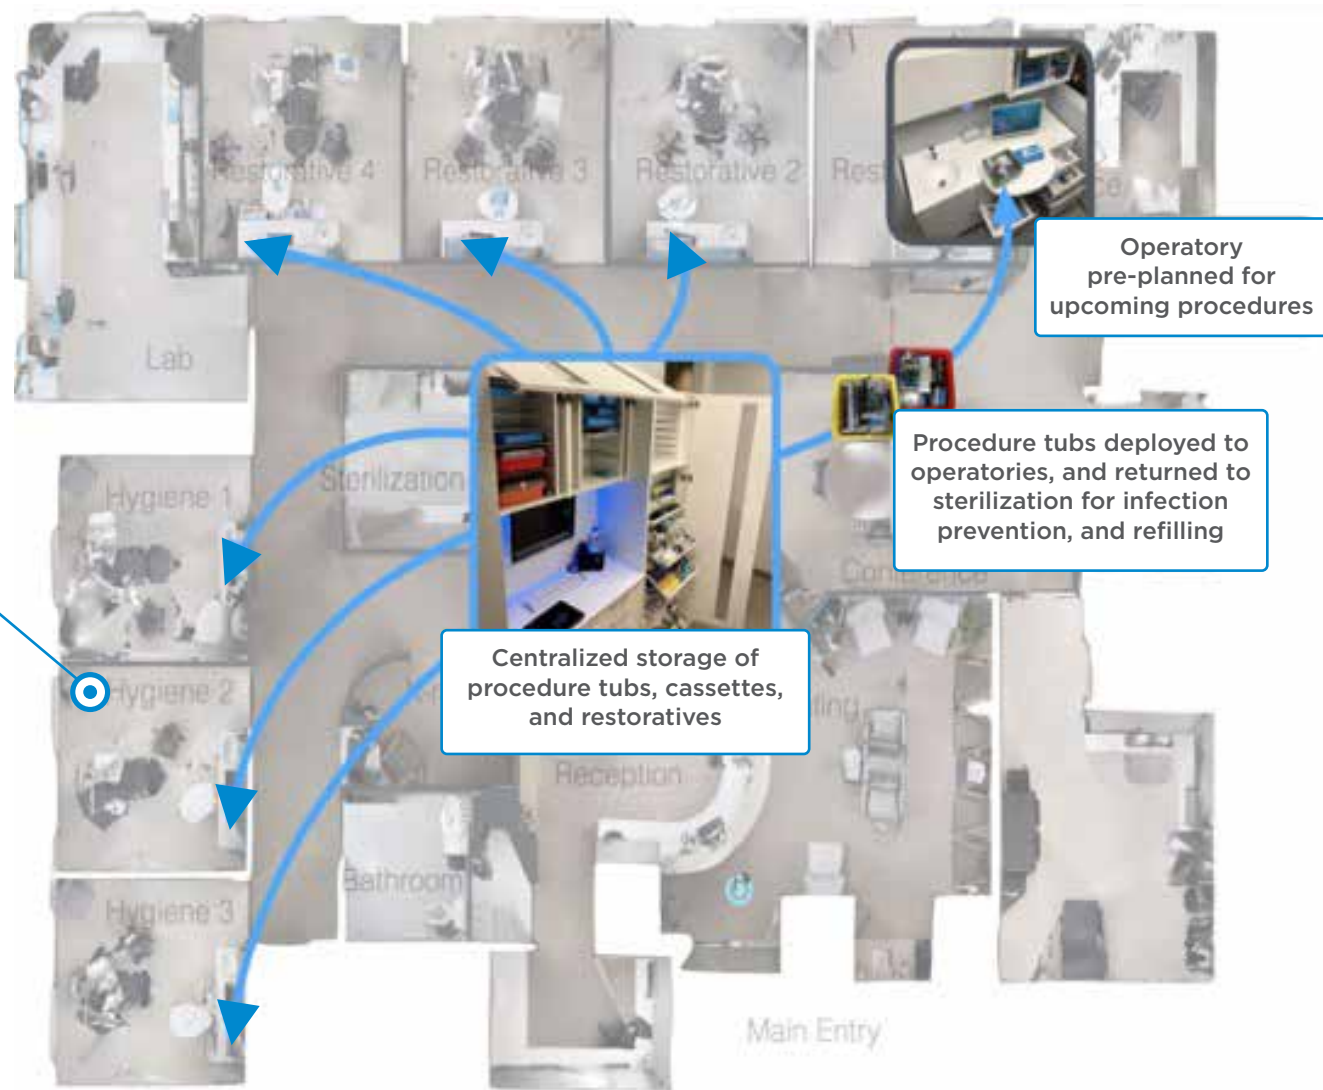 Restorative 4
Restorative 3
Restorative 2
Operatory
pre-planned for
upcoming procedures
Lab
Procedure tubs deployed to
operatories, and returned to
sterilization for infection
prevention, and refilling
Sterilization
Hygiene 1
Conference
Centralized storage of
procedure tubs, cassettes,
and restoratives
Hygiene 2
Reception
Bathroom
Hygiene 3
Main Entry